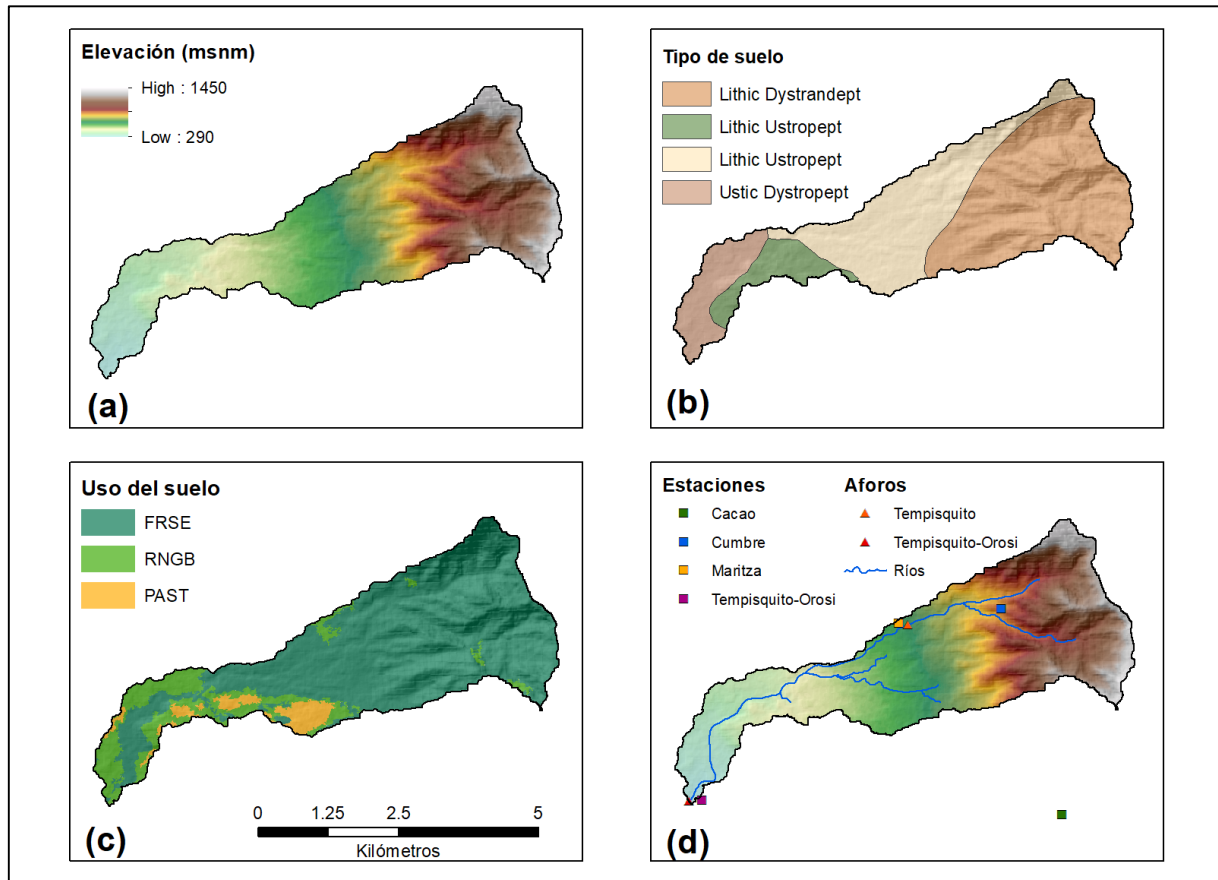 Elevación (msnm)
High : 1450
Low : 290
(a)
Tipo de suelo
Lithic Dystrandept
Lithic Ustropept
Lithic Ustropept
Ustic Dystropept
(b)
Uso del suelo
FRSE
RNGB
PAST
0 1.25 2.5 5
Kilómetros
(c)
Estaciones
Cacao
Cumbre
Maritza
Tempisquito-Orosi
Aforos
Tempisquito
Tempisquito-Orosi
Ríos
(d)